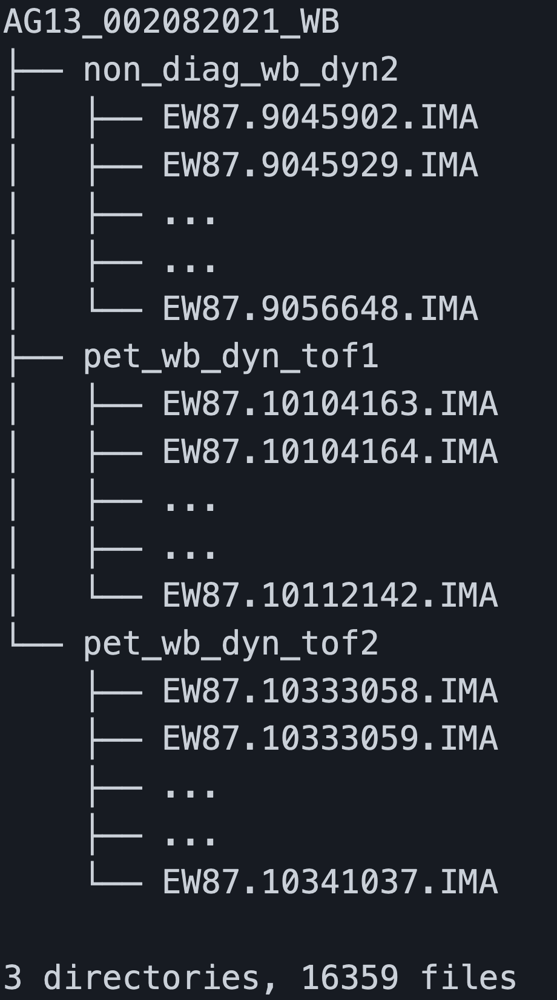 AG13_002082021_WB
├── non_diag_wb_dyn2
│   ├── EW87.9045902.IMA
│   ├── EW87.9045929.IMA
│   ├── ...
│   ├── ...
│   └── EW87.9056648.IMA
├── pet_wb_dyn_tof1
│   ├── EW87.10104163.IMA
│   ├── EW87.10104164.IMA
│   ├── ...
│   ├── ...
│   └── EW87.10112142.IMA
└── pet_wb_dyn_tof2
    ├── EW87.10333058.IMA
    ├── EW87.10333059.IMA
    ├── ...
    ├── ...
    └── EW87.10341037.IMA

3 directories, 16359 files